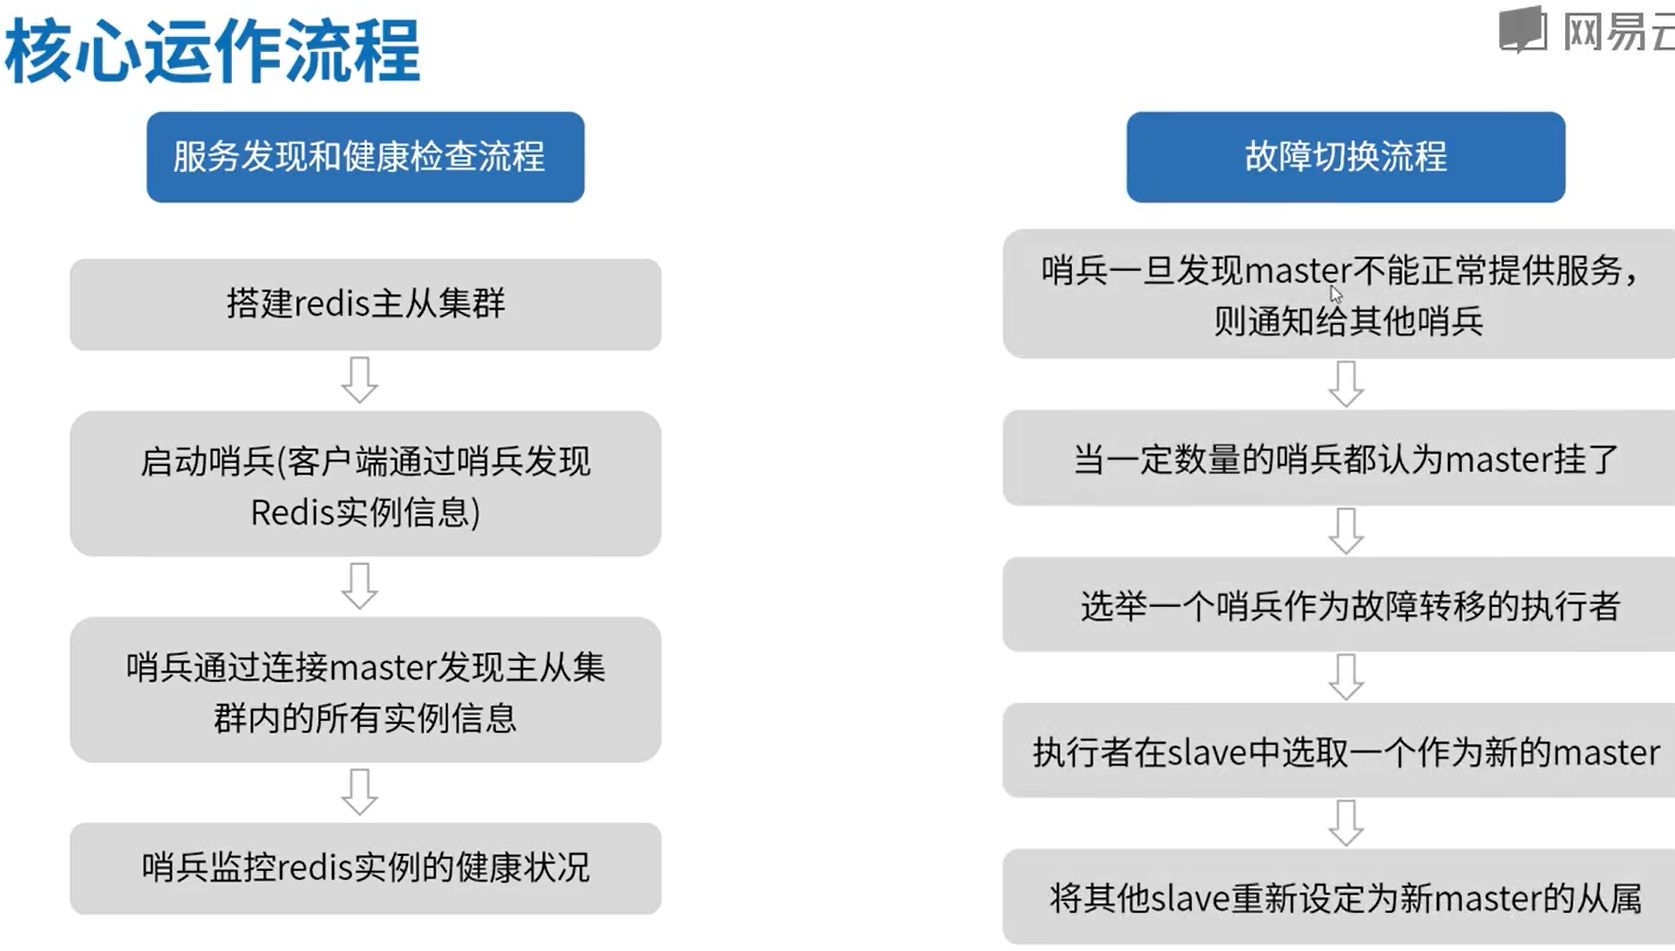 核心运作流程
网易云
服务发现和健康检查流程
搭建redis主从集群
启动哨兵(客户端通过哨兵发现
Redis实例信息)
哨兵通过连接master发现主从集
群内的所有实例信息
哨兵监控redis实例的健康状况
故障切换流程
哨兵一旦发现master不能正常提供服务，
则通知给其他哨兵
当一定数量的哨兵都认为master挂了
选举一个哨兵作为故障转移的执行者
执行者在slave中选取一个作为新的master
将其他slave重新设定为新master的从属